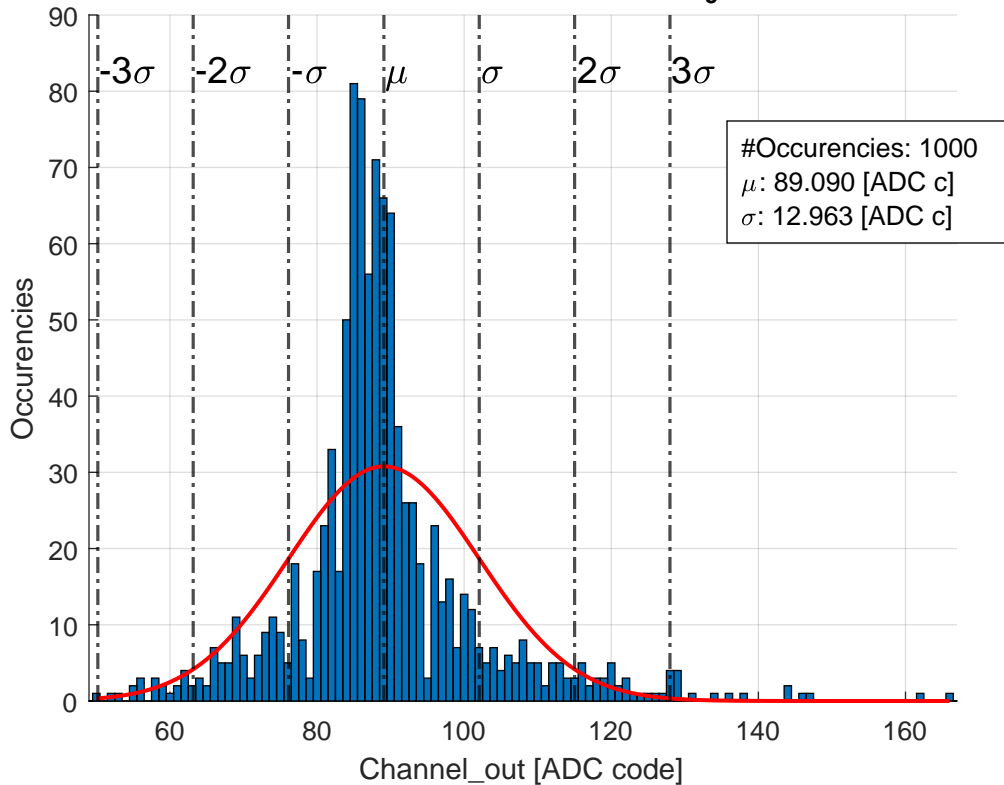 -3σ -2σ -σ μ σ 2σ 3σ
#Occurencies: 1000
μ: 89.090 [ADC c]
σ: 12.963 [ADC c]
Occurencies
90
80
70
60
50
40
30
20
10
0
60 80 100 120 140 160
Channel_out [ADC code]